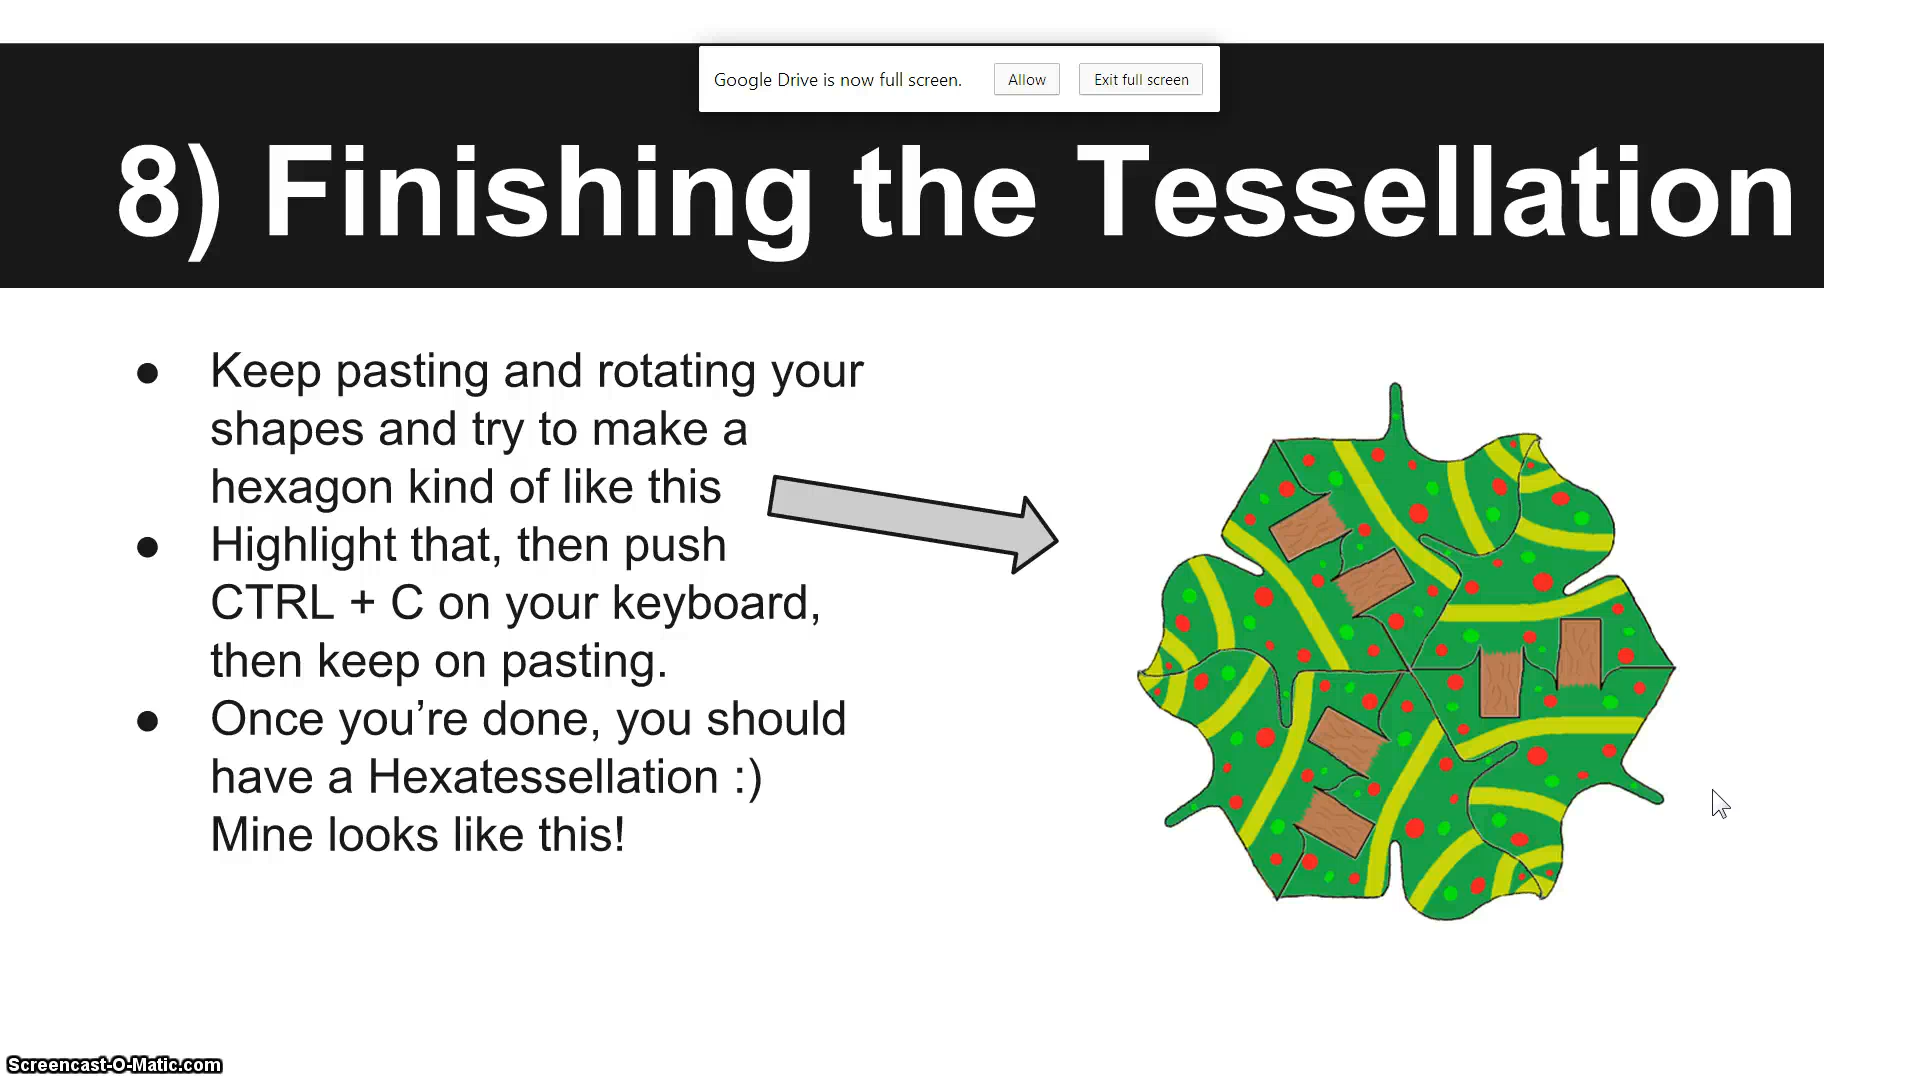 Google Drive is now full screen. Allow Exit full screen
8) Finishing the Tessellation
● Keep pasting and rotating your
shapes and try to make a
hexagon kind of like this
● Highlight that, then push
CTRL + C on your keyboard,
then keep on pasting.
● Once you’re done, you should
have a Hexatessellation :)
Mine looks like this!
Screencast-O-Matic.com